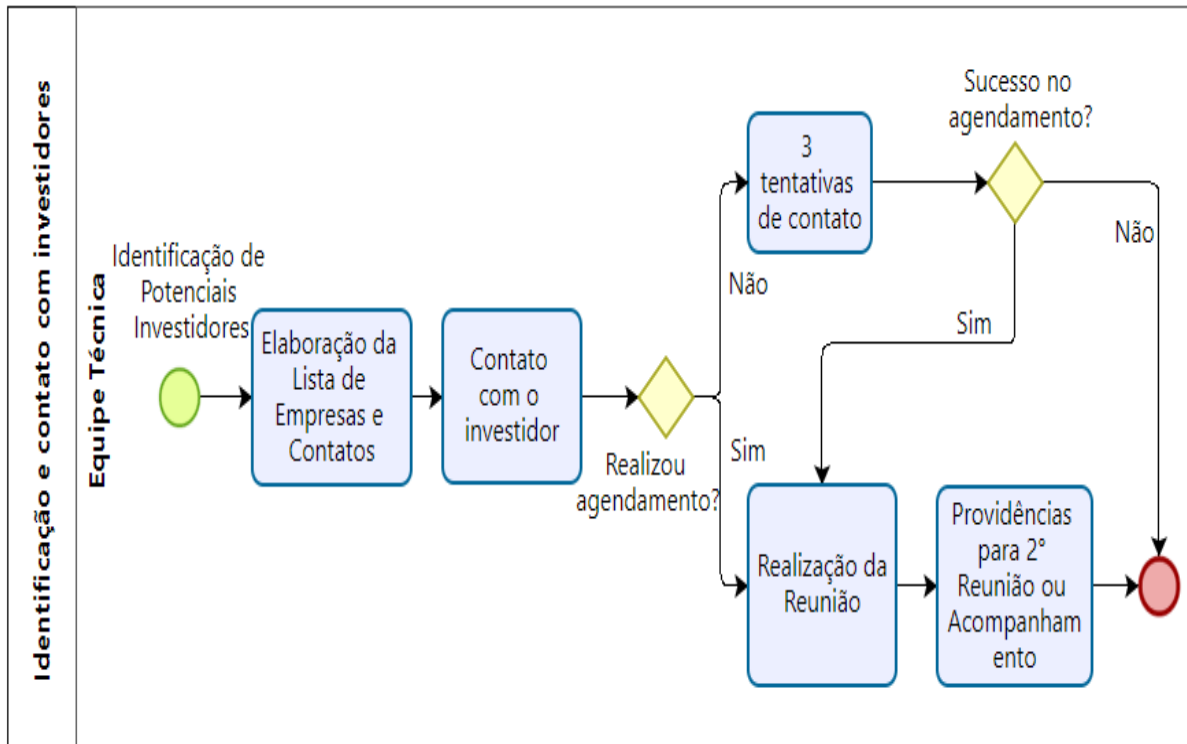 Identificação e contato com investidores
Equipe Técnica
Identificação de
Potenciais
Investidores
Elaboração da
Lista de
Empresas e
Contatos
Contato
com o
investidor
Realizou
agendamento?
Não
Sim
3
tentativas
de contato
Sucesso no
agendamento?
Não
Sim
Realização da
Reunião
Providências
para 2°
Reunião ou
Acompanham
ento